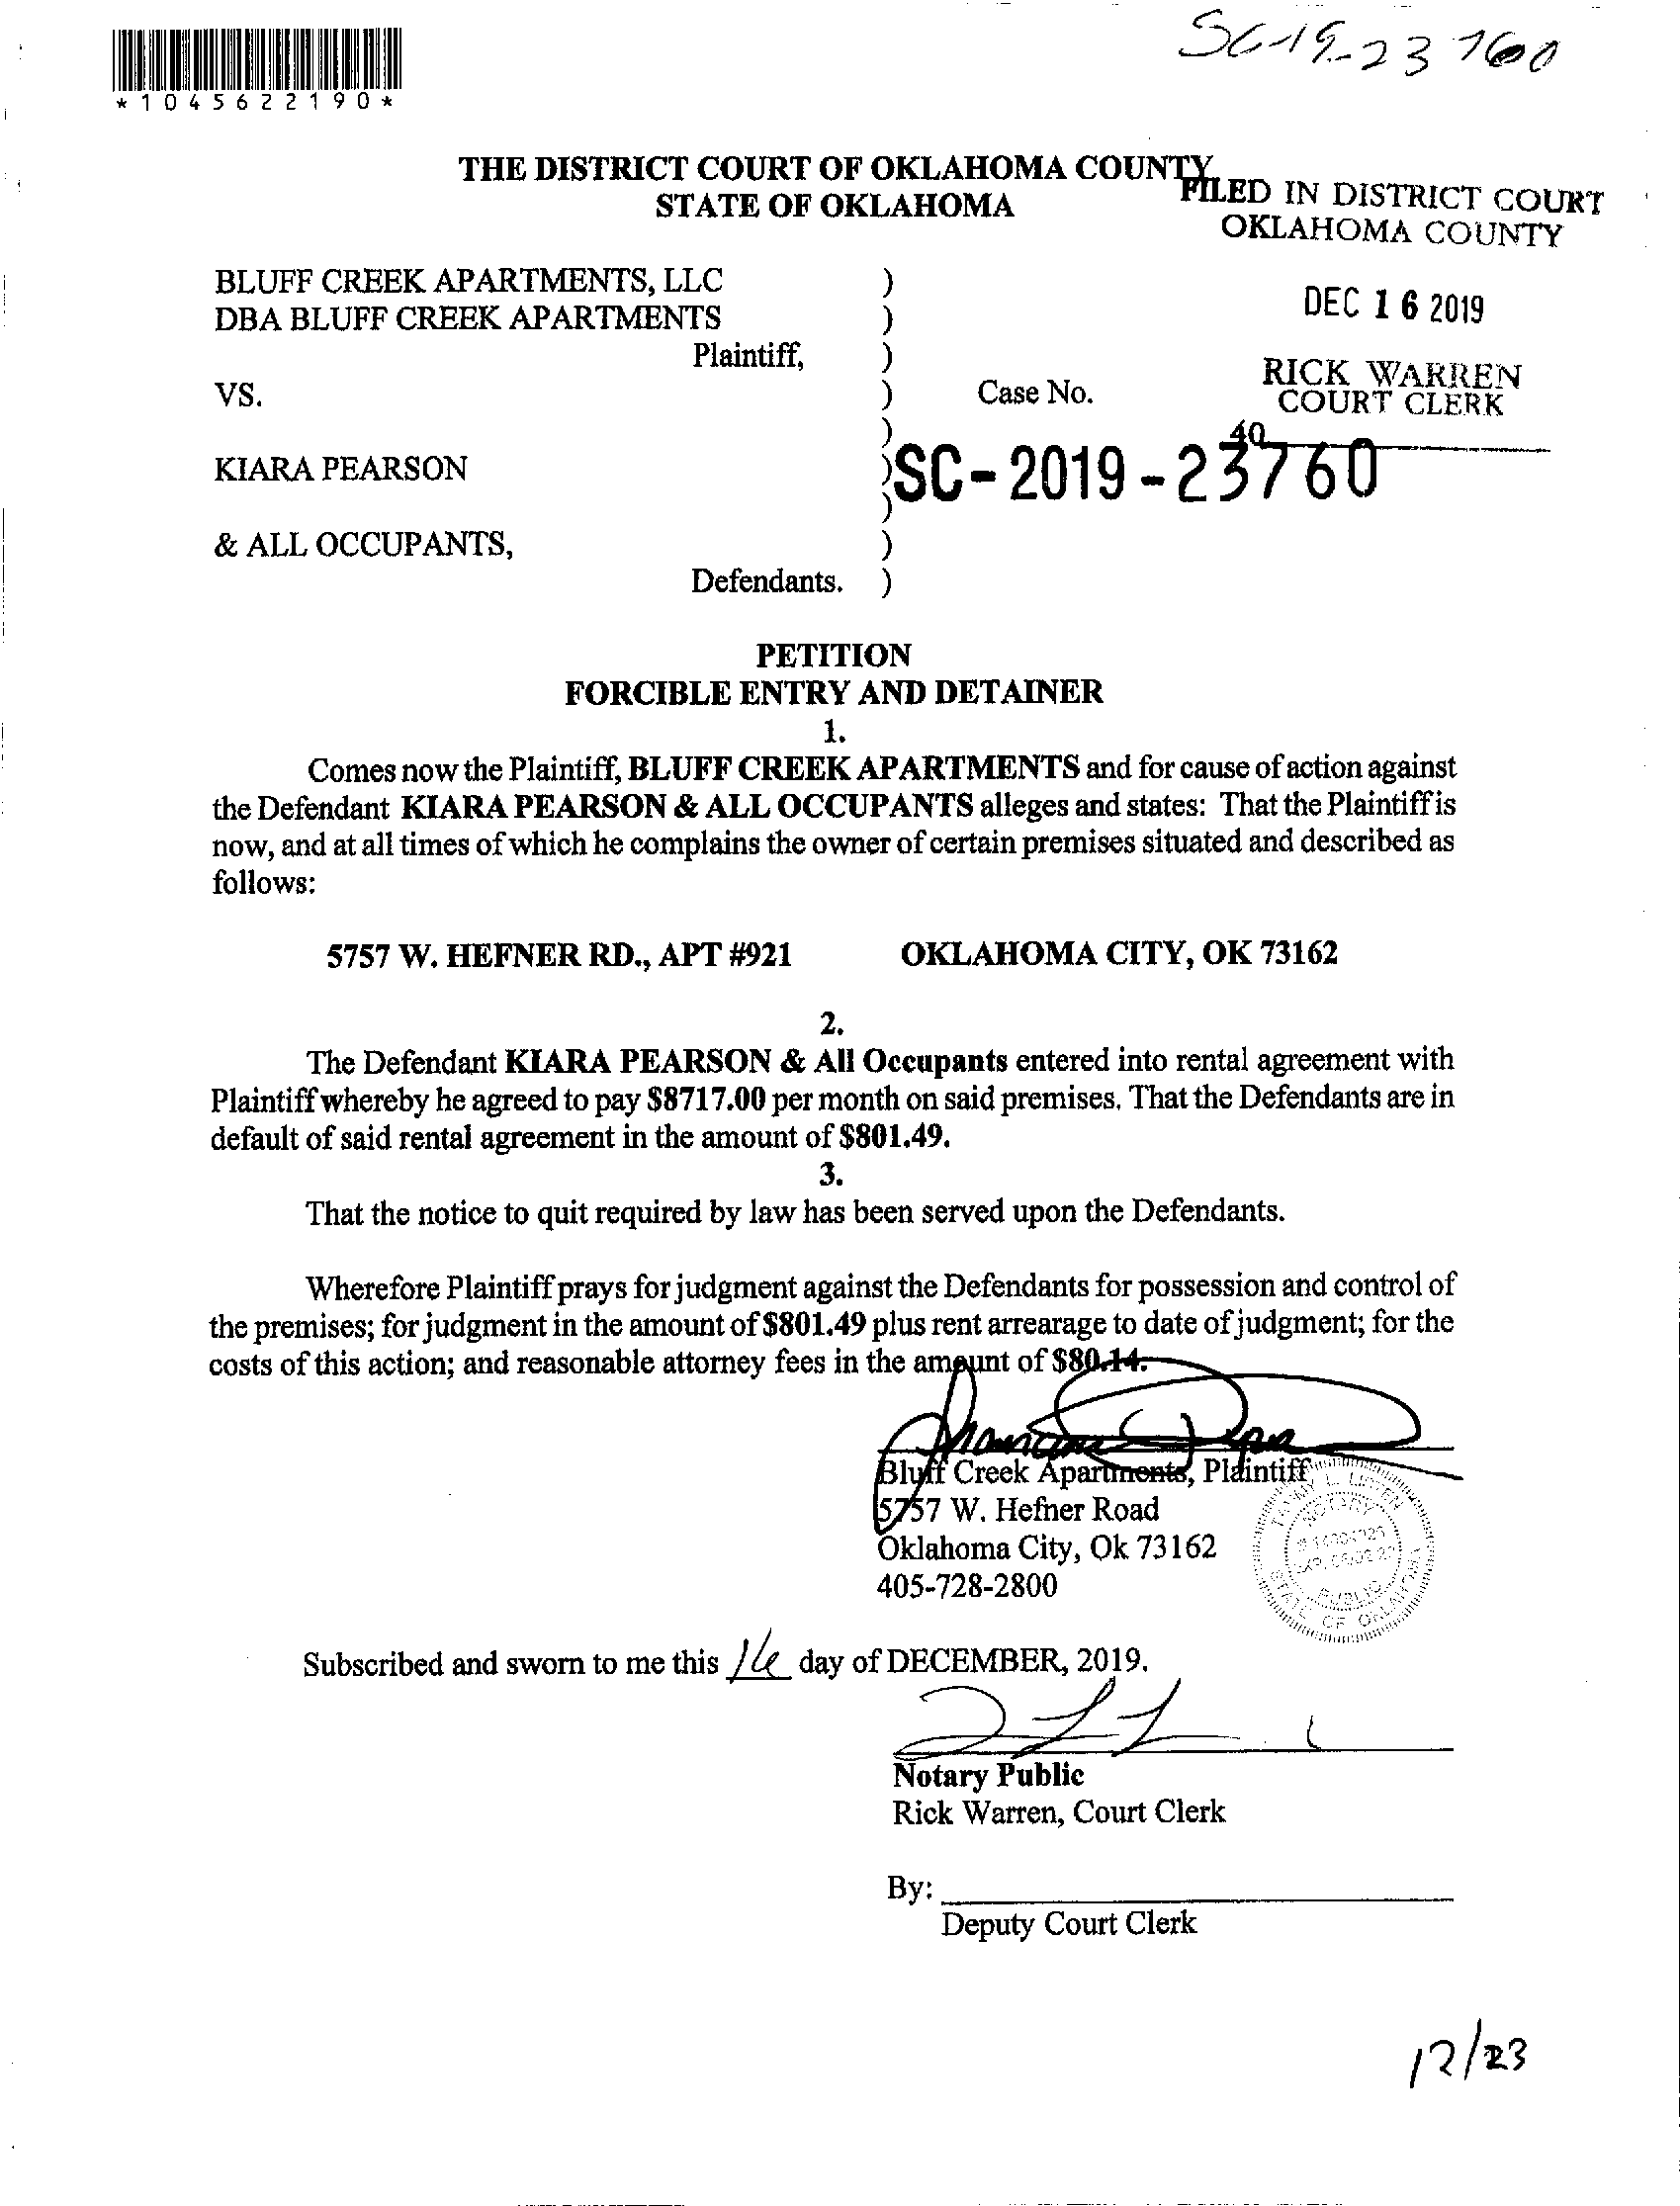 SC-19-23760
*1045622190*
THE DISTRICT COURT OF OKLAHOMA COUNTY
STATE OF OKLAHOMA
FILED IN DISTRICT COURT
OKLAHOMA COUNTY
BLUFF CREEK APARTMENTS, LLC )
DBA BLUFF CREEK APARTMENTS )
DEC 16 2019
Plaintiff, )
RICK WARREN
COURT CLERK
VS. ) Case No.
)
40
KIARA PEARSON )
SC-2019-23760
)
& ALL OCCUPANTS, )
Defendants. )
PETITION
FORCIBLE ENTRY AND DETAINER
1.
Comes now the Plaintiff, BLUFF CREEK APARTMENTS and for cause of action against
the Defendant KIARA PEARSON & ALL OCCUPANTS alleges and states: That the Plaintiff is
now, and at all times of which he complains the owner of certain premises situated and described as
follows:
5757 W. HEFNER RD., APT #921 OKLAHOMA CITY, OK 73162
2.
The Defendant KIARA PEARSON & All Occupants entered into rental agreement with
Plaintiff whereby he agreed to pay $8717.00 per month on said premises. That the Defendants are in
default of said rental agreement in the amount of $801.49.
3.
That the notice to quit required by law has been served upon the Defendants.
Wherefore Plaintiff prays for judgment against the Defendants for possession and control of
the premises; for judgment in the amount of $801.49 plus rent arrearage to date of judgment; for the
costs of this action; and reasonable attorney fees in the amount of $80.14.
Bluff Creek Apartments, Plaintiff
5757 W. Hefner Road
Oklahoma City, Ok 73162
405-728-2800
NOTARY
PUBLIC
STATE OF OKLAHOMA
Subscribed and sworn to me this 16 day of DECEMBER, 2019.
Notary Public
Rick Warren, Court Clerk
By:
Deputy Court Clerk
12/23